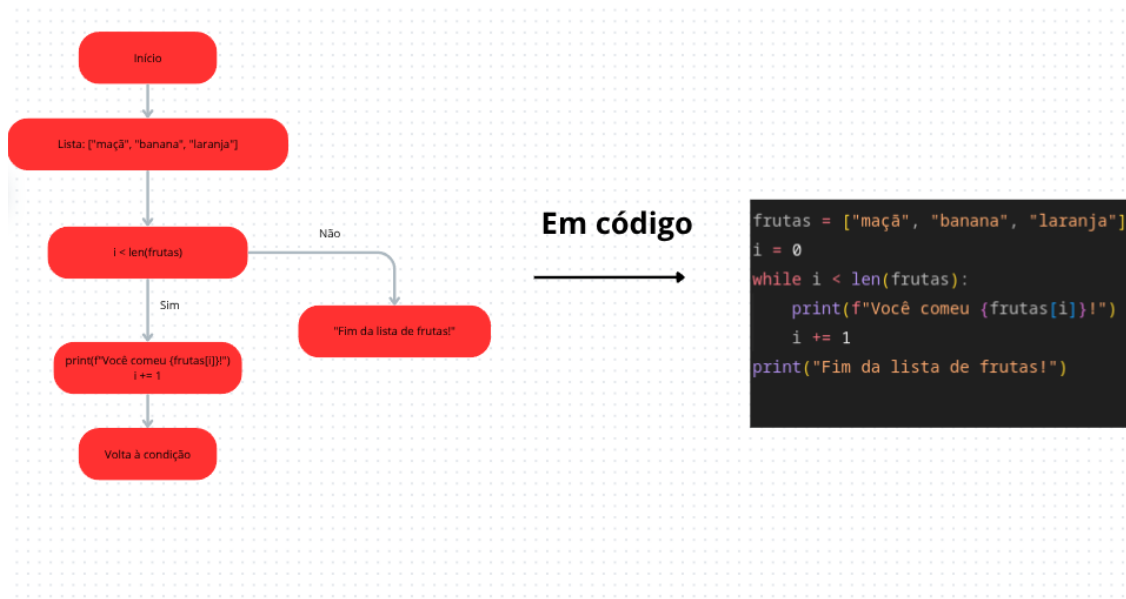 Início
Lista: ["maçã", "banana", "laranja"]
i < len(frutas)
Não
Sim
"Fim da lista de frutas!"
print(f"Você comeu {frutas[i]}!")
i += 1
Volta à condição
Em código
frutas = ["maçã", "banana", "laranja"]
i = 0
while i < len(frutas):
    print(f"Você comeu {frutas[i]}!")
    i += 1
print("Fim da lista de frutas!")